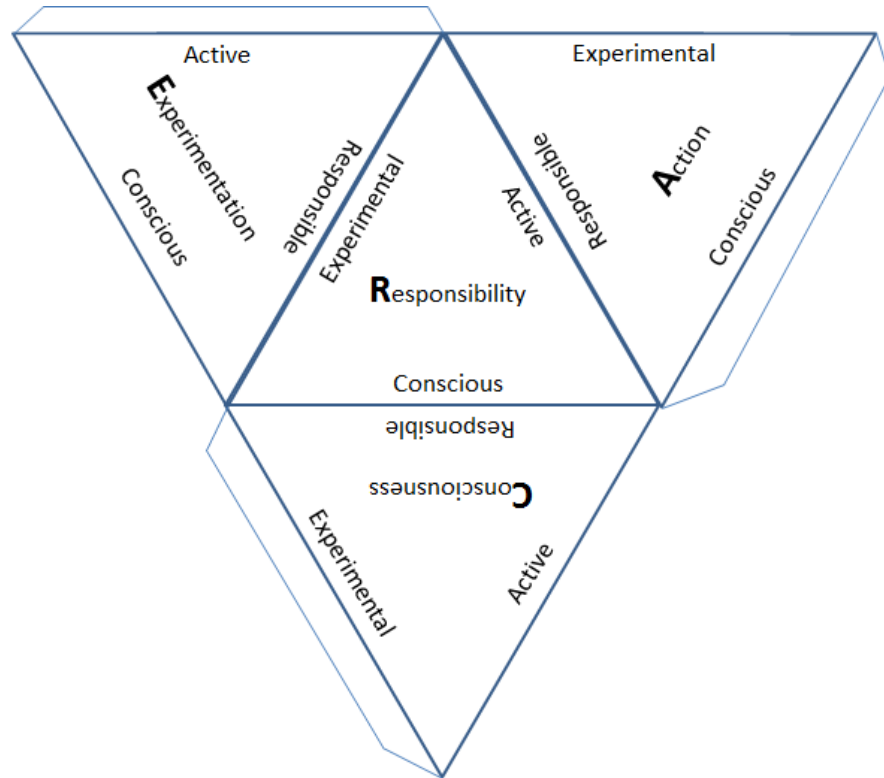 Active
Experimental
Experimentation
Responsible
Conscious
Experimental
Active
Responsible
Action
Conscious
Responsibility
Conscious
Responsible
Consciousness
Experimental
Active